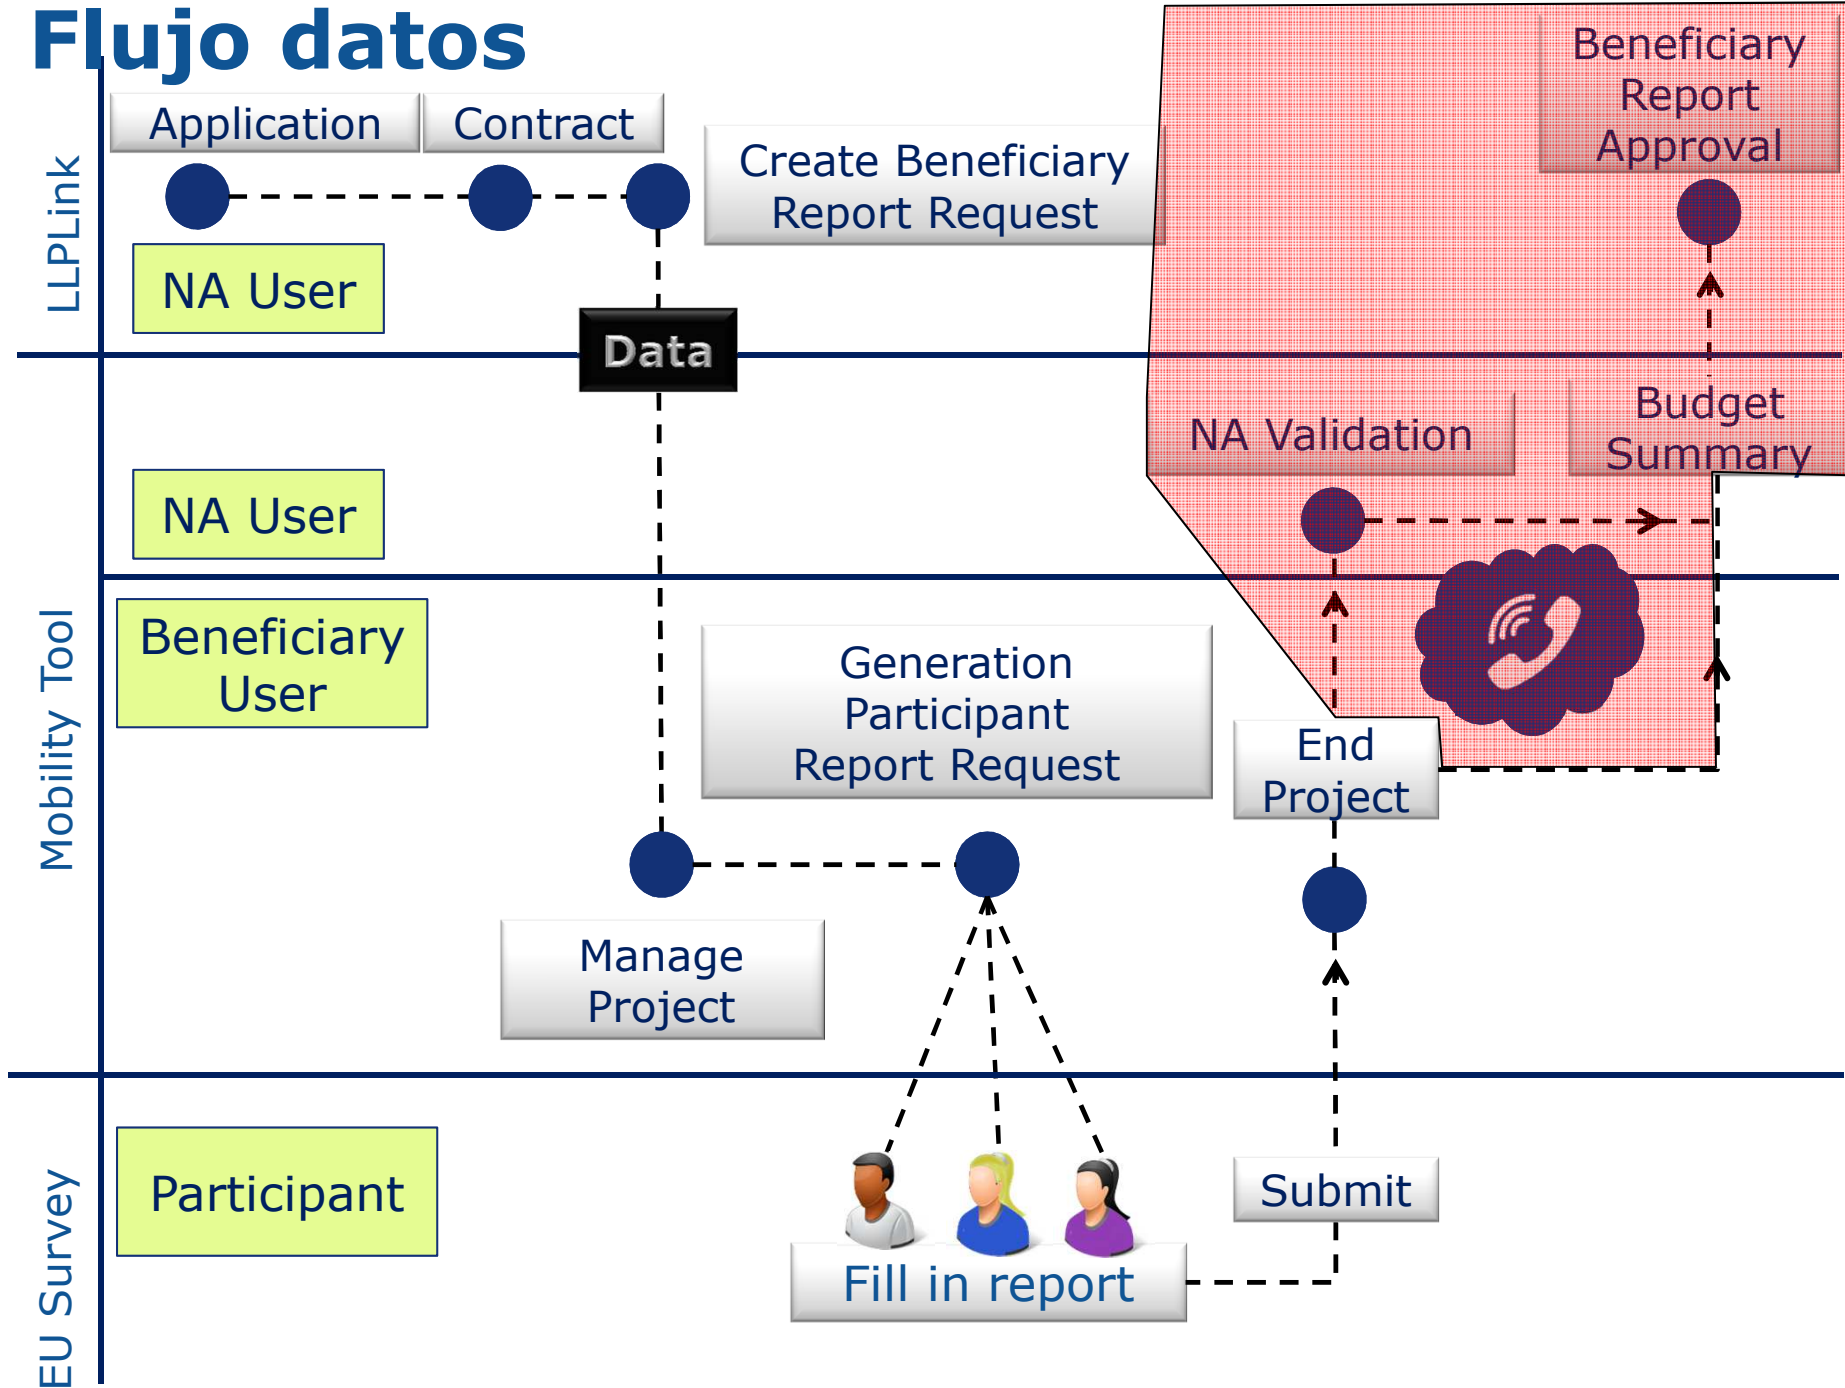 Flujo datos
LLPLink
Application
Contract
Create Beneficiary
Report Request
Beneficiary
Report
Approval
NA User
Data
Mobility Tool
NA User
NA Validation
Budget
Summary
Beneficiary
User
Generation
Participant
Report Request
End
Project
Manage
Project
EU Survey
Participant
Submit
Fill in report